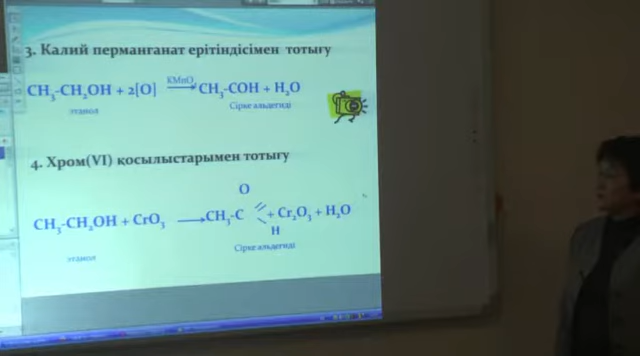 3. Калий перманганат ерітіндісімен тотығу
CH₃-CH₂OH + 2[O] KMnO₄ ⟶ CH₃-COH + H₂O
этанол Сірке альдегиді
4. Хром(VI) қосылыстарымен тотығу
O
CH₃-CH₂OH + CrO₃ ⟶ CH₃-C + Cr₂O₃ + H₂O
H
этанол Сірке альдегиді